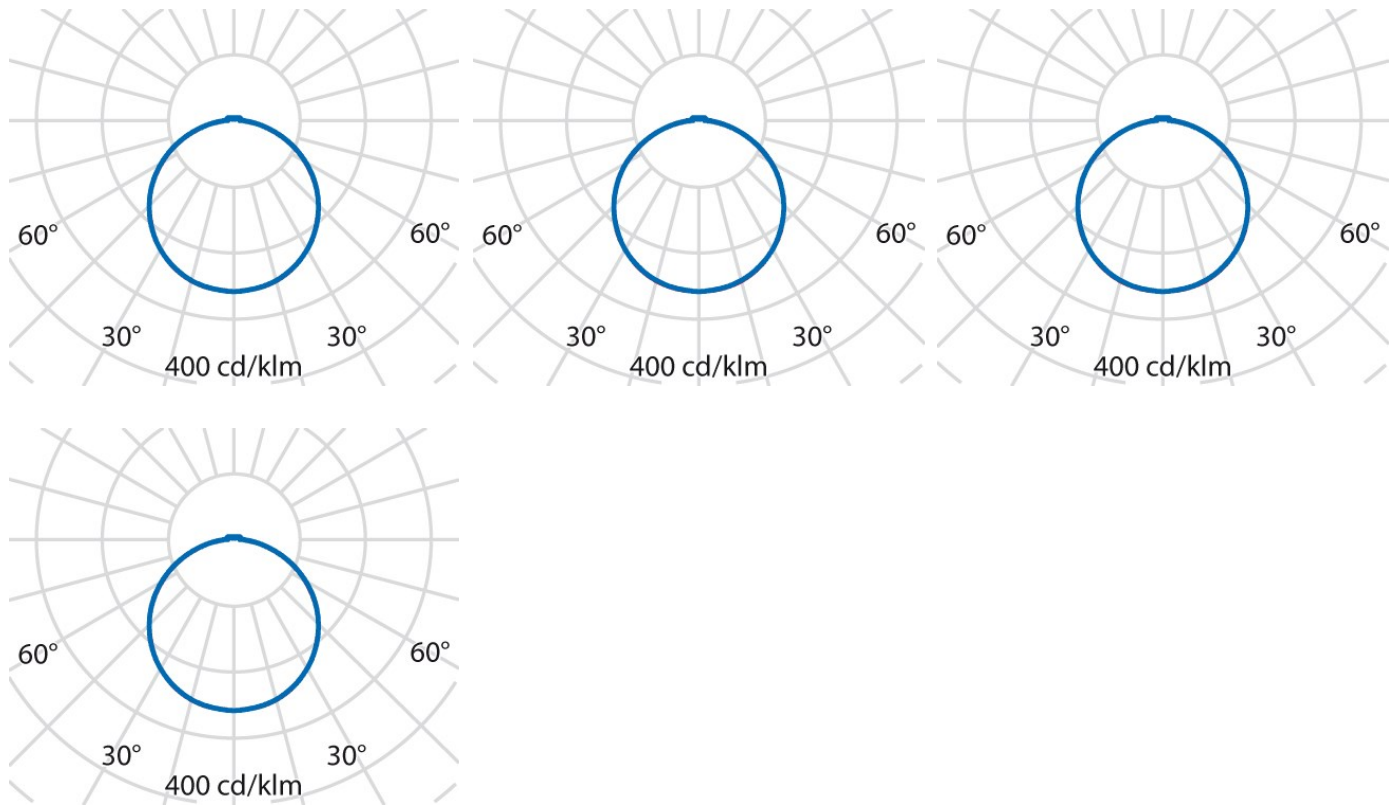 60° 60° 60° 60° 60° 60°
30° 30° 30° 30° 30° 30°
400 cd/klm 400 cd/klm 400 cd/klm
60° 60°
30° 30°
400 cd/klm